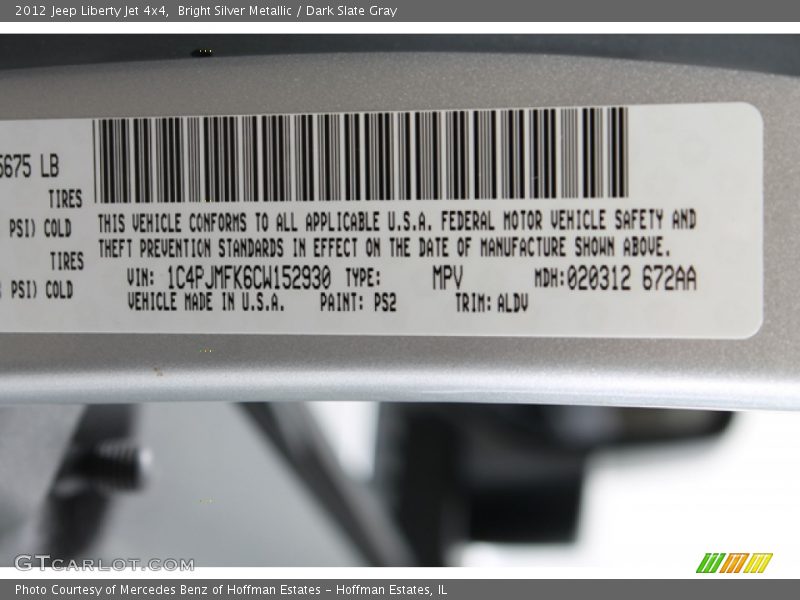 2012 Jeep Liberty Jet 4x4,  Bright Silver Metallic / Dark Slate Gray
5675 LB
TIRES
PSI) COLD
TIRES
PSI) COLD
THIS VEHICLE CONFORMS TO ALL APPLICABLE U.S.A. FEDERAL MOTOR VEHICLE SAFETY AND
THEFT PREVENTION STANDARDS IN EFFECT ON THE DATE OF MANUFACTURE SHOWN ABOVE.
VIN: 1C4PJMFK6CW152930 TYPE: MPV MDH:020312 672AA
VEHICLE MADE IN U.S.A. PAINT: PS2 TRIM: ALDV
GTCARLOT.COM
Photo Courtesy of Mercedes Benz of Hoffman Estates – Hoffman Estates, IL